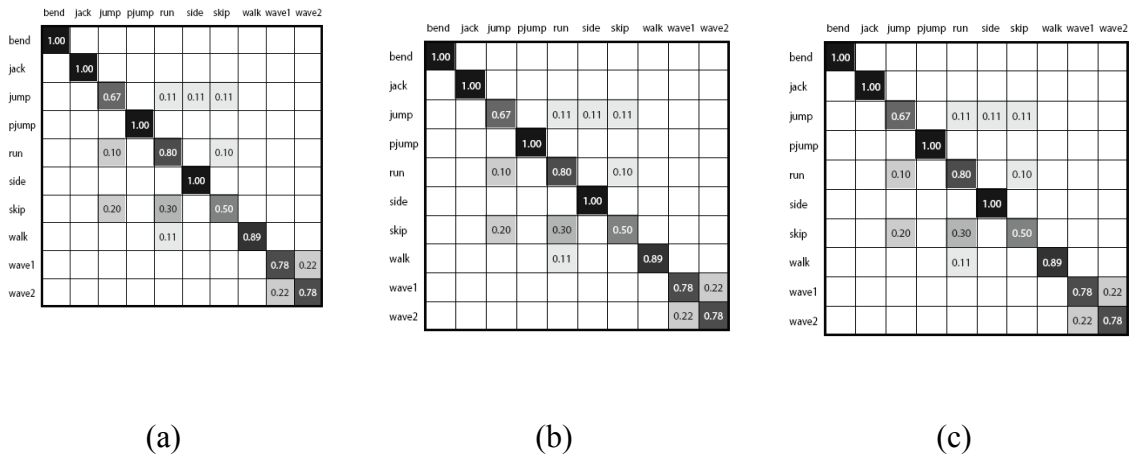 bend jack jump pjump run side skip walk wave1 wave2
bend 1.00
jack 1.00
jump 0.67 0.11 0.11 0.11
pjump 1.00
run 0.10 0.80 0.10
side 1.00
skip 0.20 0.30 0.50
walk 0.11 0.89
wave1 0.78 0.22
wave2 0.22 0.78
(a)
bend jack jump pjump run side skip walk wave1 wave2
bend 1.00
jack 1.00
jump 0.67 0.11 0.11 0.11
pjump 1.00
run 0.10 0.80 0.10
side 1.00
skip 0.20 0.30 0.50
walk 0.11 0.89
wave1 0.78 0.22
wave2 0.22 0.78
(b)
bend jack jump pjump run side skip walk wave1 wave2
bend 1.00
jack 1.00
jump 0.67 0.11 0.11 0.11
pjump 1.00
run 0.10 0.80 0.10
side 1.00
skip 0.20 0.30 0.50
walk 0.11 0.89
wave1 0.78 0.22
wave2 0.22 0.78
(c)